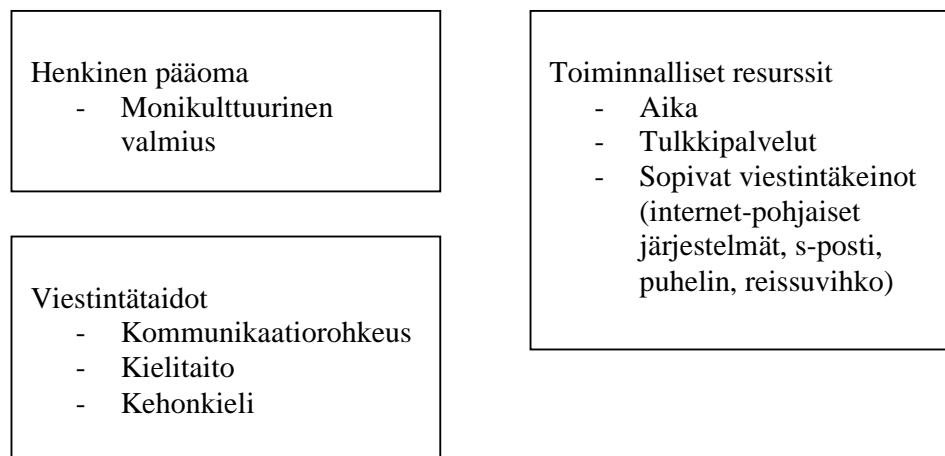 Henkinen pääoma
- Monikulttuurinen
valmius
Viestintätaidot
- Kommunikaatiorohkeus
- Kielitaito
- Kehonkieli
Toiminnalliset resurssit
- Aika
- Tulkkipalvelut
- Sopivat viestintäkeinot
(internet-pohjaiset
järjestelmät, s-posti,
puhelin, reissuvihko)